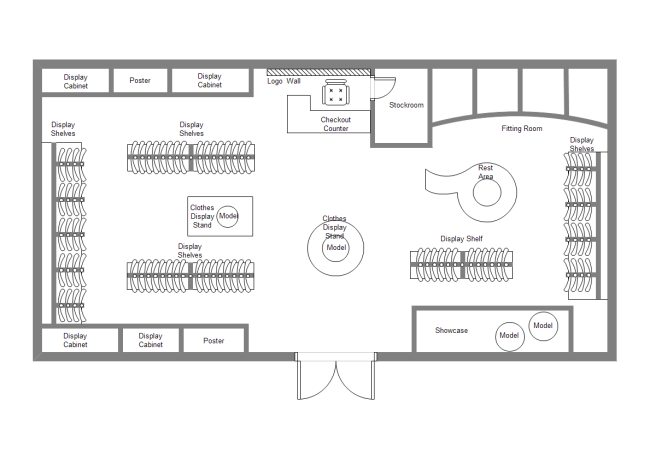 Display
Cabinet
Poster
Display
Cabinet
Logo Wall
Checkout
Counter
Stockroom
Fitting Room
Display
Shelves
Display
Shelves
Display
Shelves
Rest
Area
Clothes
Display
Stand
Model
Clothes
Display
Stand
Model
Display
Shelves
Display Shelf
Display
Cabinet
Display
Cabinet
Poster
Showcase
Model
Model